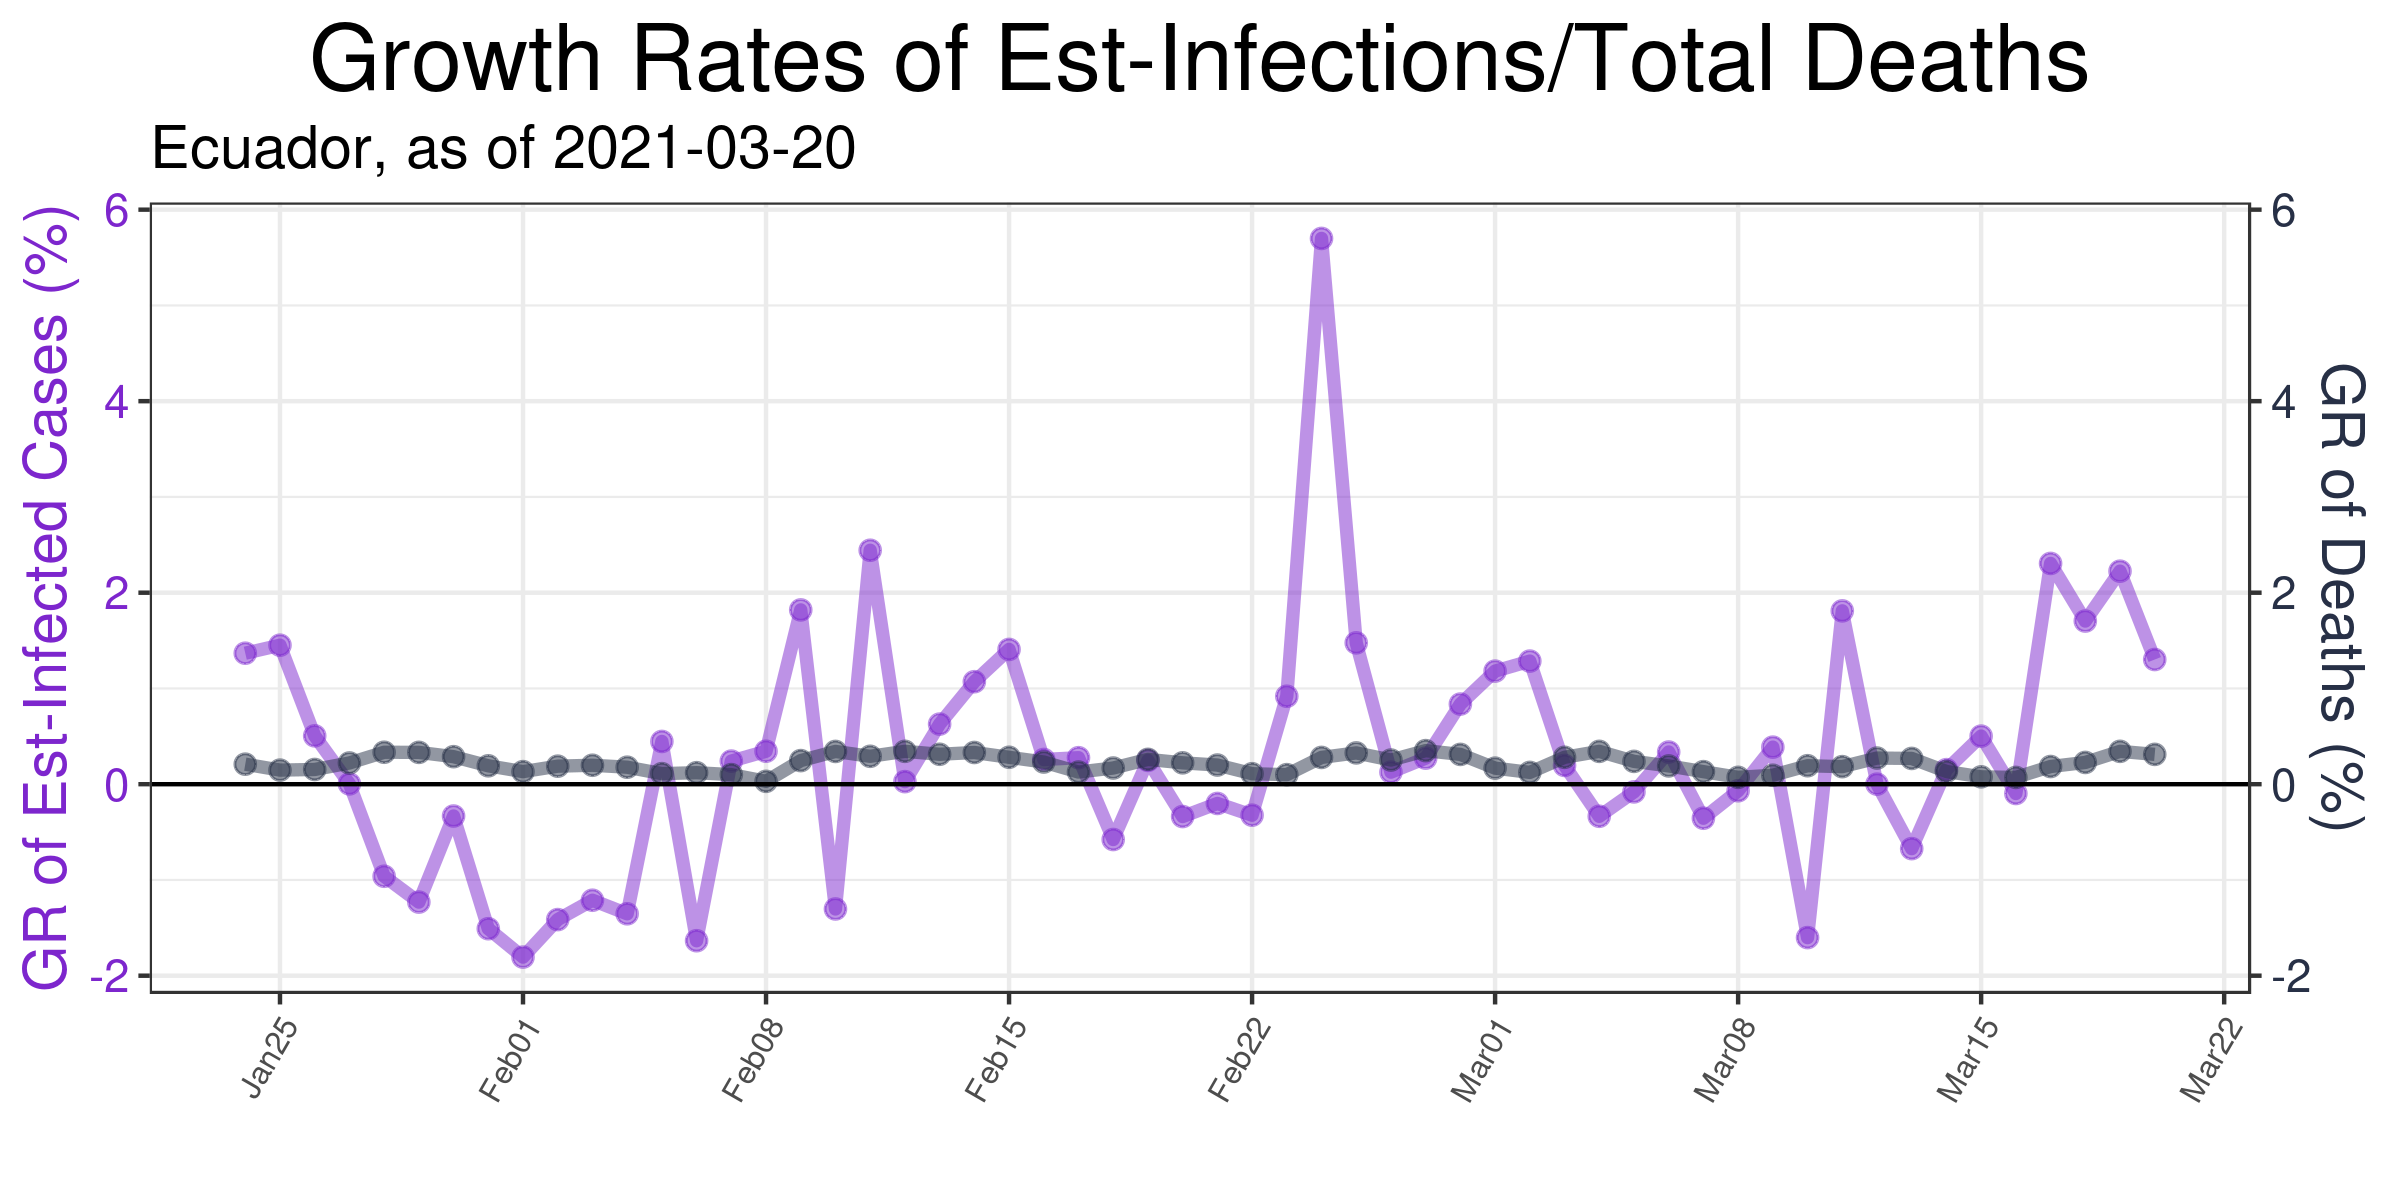 Growth Rates of Est-Infections/Total Deaths
Ecuador, as of 2021-03-20
GR of Est-Infected Cases (%)
6
4
2
0
-2
6
4
2
0
-2
GR of Deaths (%)
Jan25
Feb01
Feb08
Feb15
Feb22
Mar01
Mar08
Mar15
Mar22